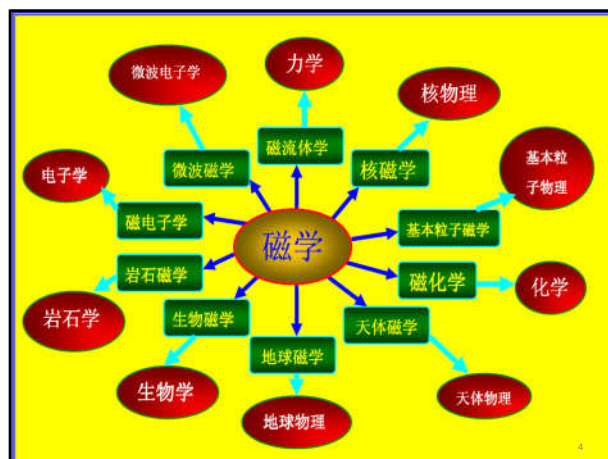 微波电子学
力学
核物理
基本粒
子物理
电子学
微波磁学
磁流体学
核磁学
磁电子学
磁学
基本粒子磁学
岩石磁学
磁化学
化学
岩石学
生物磁学
地球磁学
天体磁学
生物学
地球物理
天体物理
4